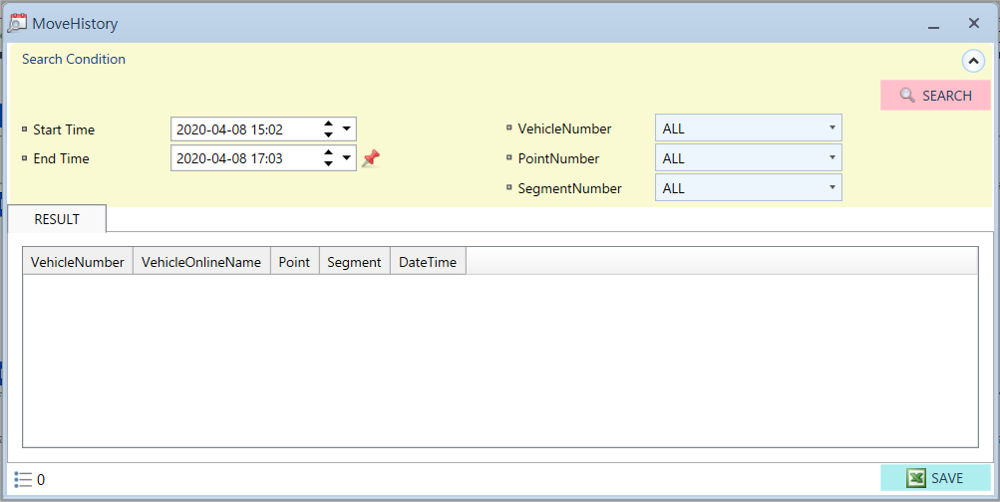 MoveHistory
Search Condition
SEARCH
Start Time 2020-04-08 15:02 VehicleNumber ALL
End Time 2020-04-08 17:03 PointNumber ALL
SegmentNumber ALL
RESULT
VehicleNumber VehicleOnlineName Point Segment DateTime
0 SAVE